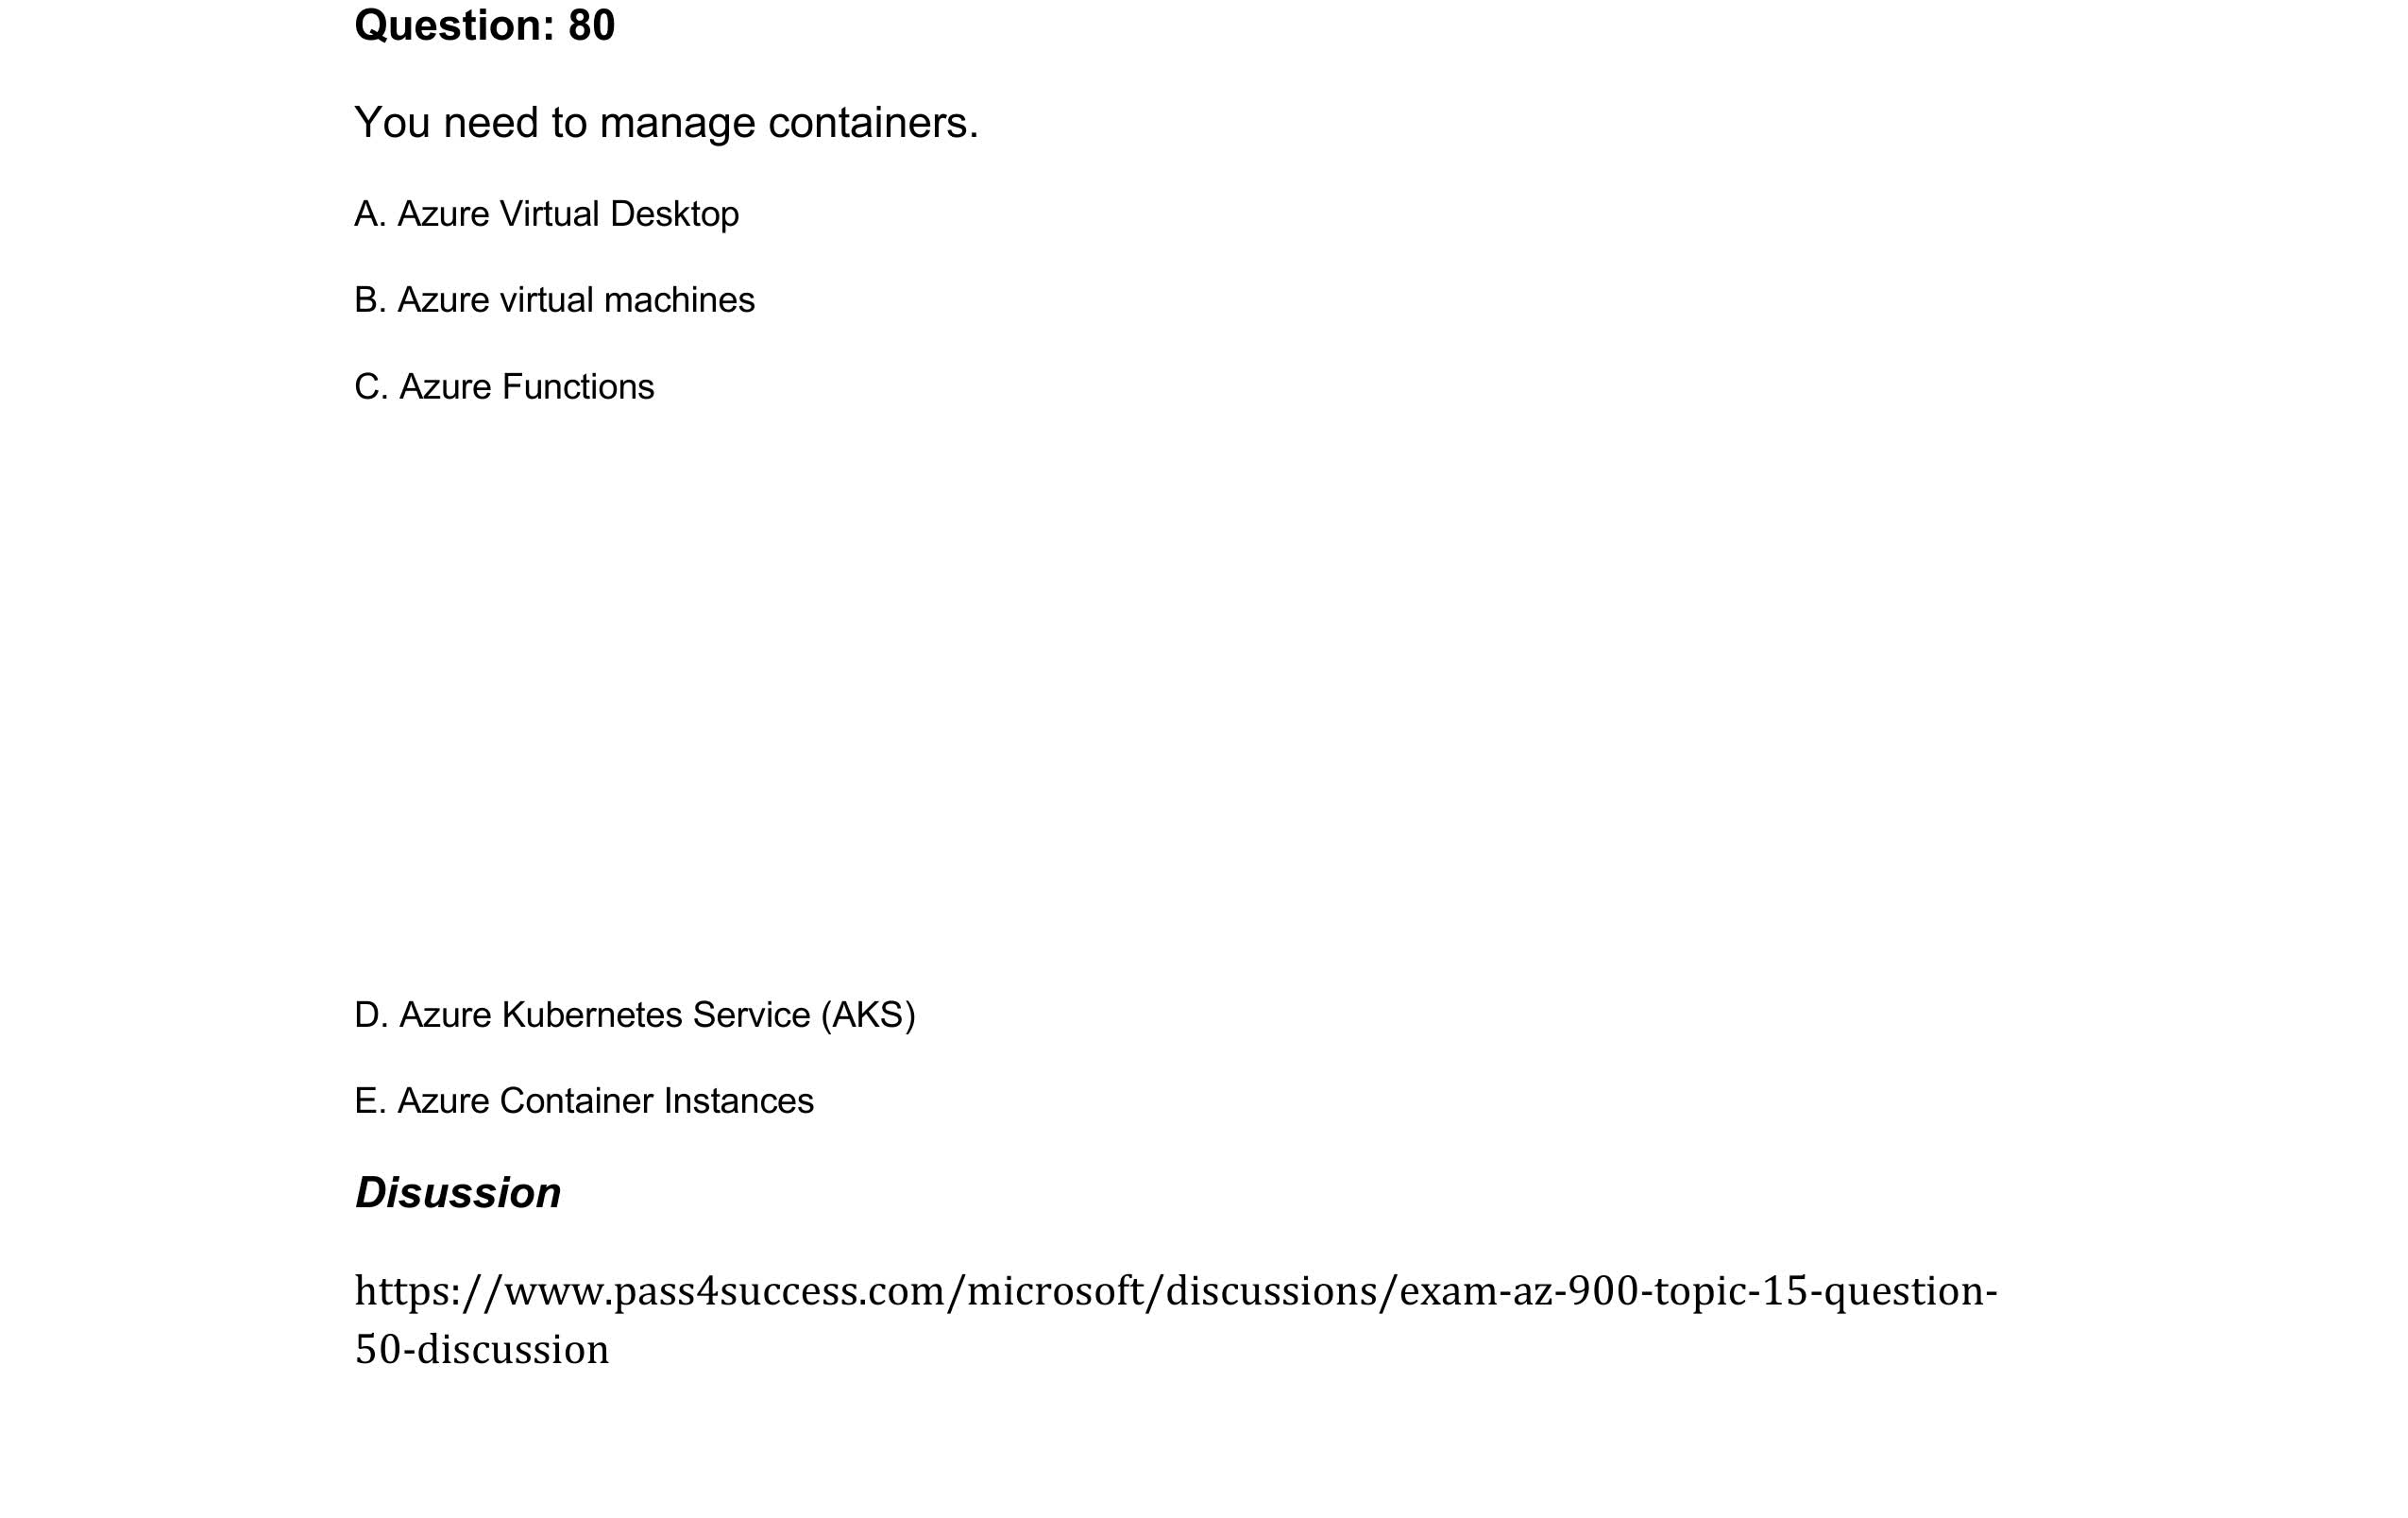 Question: 80
You need to manage containers.
A. Azure Virtual Desktop
B. Azure virtual machines
C. Azure Functions
D. Azure Kubernetes Service (AKS)
E. Azure Container Instances
Disussion
https://www.pass4success.com/microsoft/discussions/exam-az-900-topic-15-question-
50-discussion